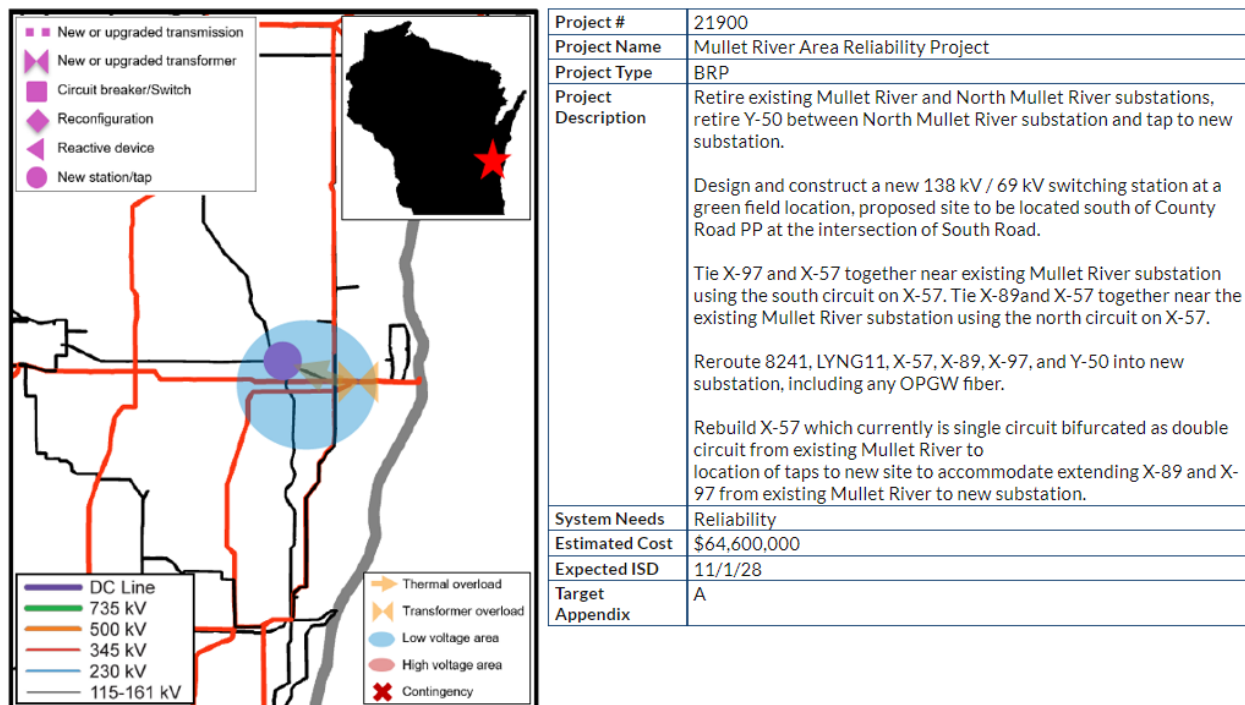 New or upgraded transmission
New or upgraded transformer
Circuit breaker/Switch
Reconfiguration
Reactive device
New station/tap
DC Line
735 kV
500 kV
345 kV
230 kV
115-161 kV
Thermal overload
Transformer overload
Low voltage area
High voltage area
Contingency
Project # 21900
Project Name Mullet River Area Reliability Project
Project Type BRP
Project Description Retire existing Mullet River and North Mullet River substations,
retire Y-50 between North Mullet River substation and tap to new
substation.
Design and construct a new 138 kV / 69 kV switching station at a
green field location, proposed site to be located south of County
Road PP at the intersection of South Road.
Tie X-97 and X-57 together near existing Mullet River substation
using the south circuit on X-57. Tie X-89and X-57 together near the
existing Mullet River substation using the north circuit on X-57.
Reroute 8241, LYNG11, X-57, X-89, X-97, and Y-50 into new
substation, including any OPGW fiber.
Rebuild X-57 which currently is single circuit bifurcated as double
circuit from existing Mullet River to
location of taps to new site to accommodate extending X-89 and X-
97 from existing Mullet River to new substation.
System Needs Reliability
Estimated Cost $64,600,000
Expected ISD 11/1/28
Target Appendix A